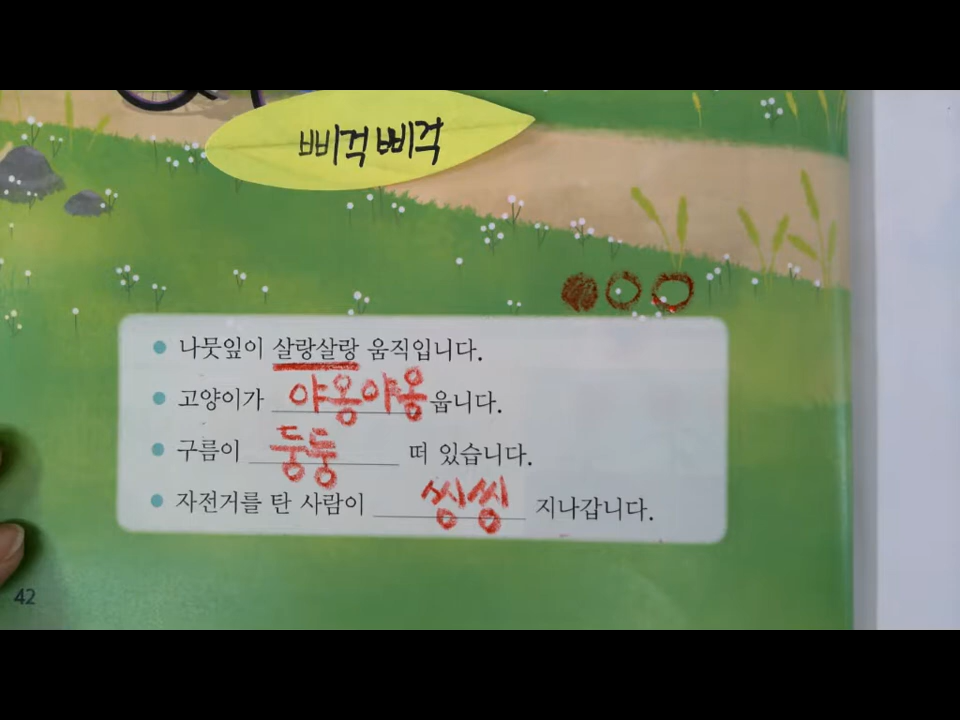 삐걱삐걱
나뭇잎이 살랑살랑 움직입니다.
고양이가 야옹야옹 웁니다.
구름이 둥둥 떠 있습니다.
자전거를 탄 사람이 씽씽 지나갑니다.
42